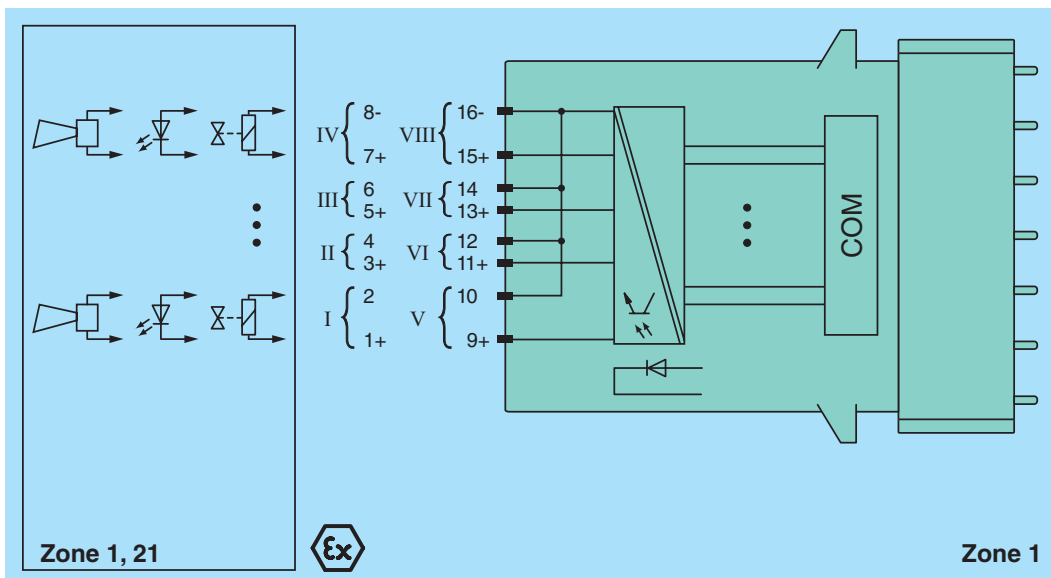 IV 8- VIII 16-
7+ 15+
III 6 VII 14
5+ 13+
II 4 VI 12
3+ 11+
I 2 V 10
1+ 9+
COM
Zone 1, 21 Ex Zone 1